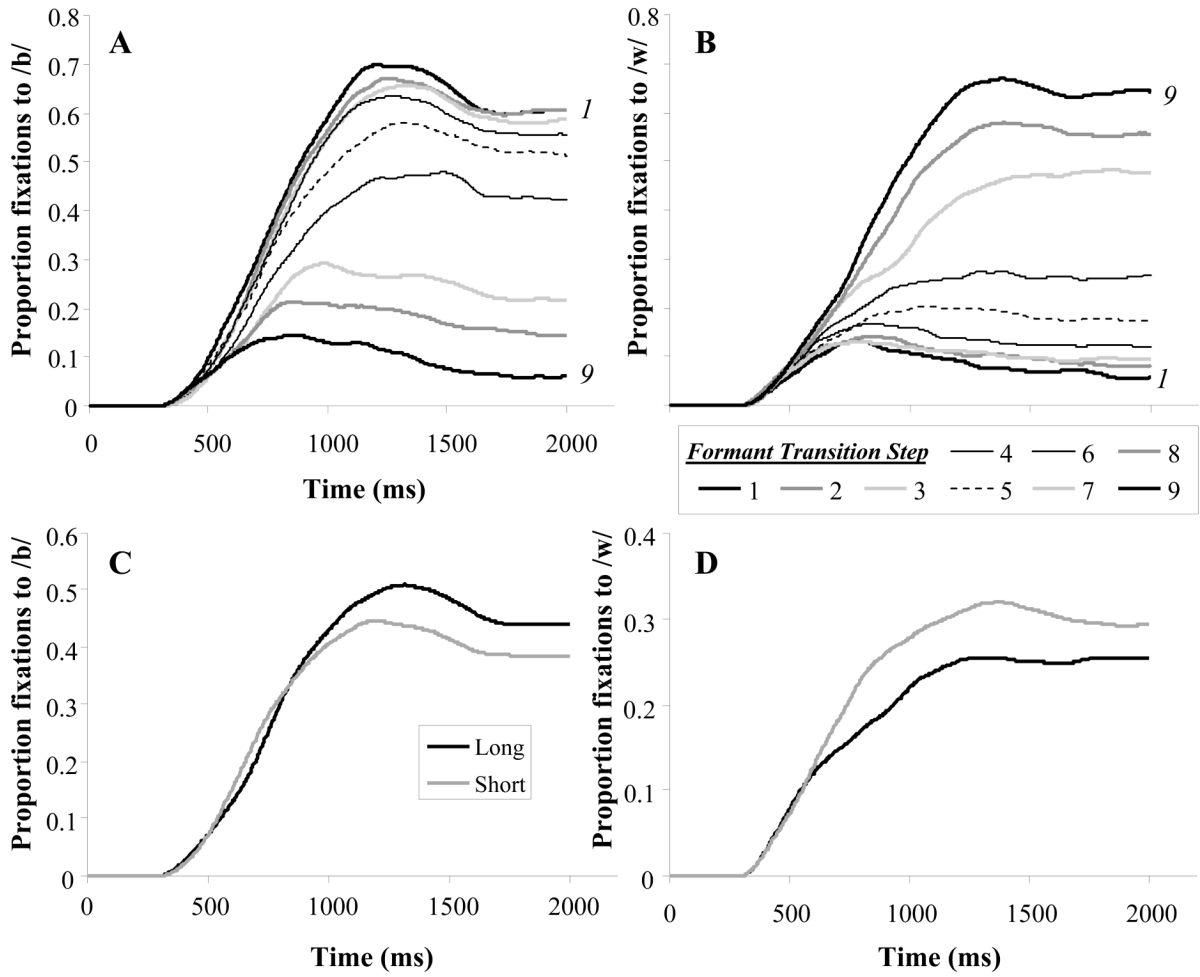 A
Proportion fixations to /b/
0.8
0.7
0.6
0.5
0.4
0.3
0.2
0.1
0
1
9
0 500 1000 1500 2000
Time (ms)
B
Proportion fixations to /w/
0.8
9
1
0 500 1000 1500 2000
Formant Transition Step 4 6 8
1 2 3 5 7 9
C
Proportion fixations to /b/
0.6
0.5
0.4
0.3
0.2
0.1
0
Long
Short
0 500 1000 1500 2000
Time (ms)
D
Proportion fixations to /w/
0.4
0.3
0.2
0.1
0
0 500 1000 1500 2000
Time (ms)